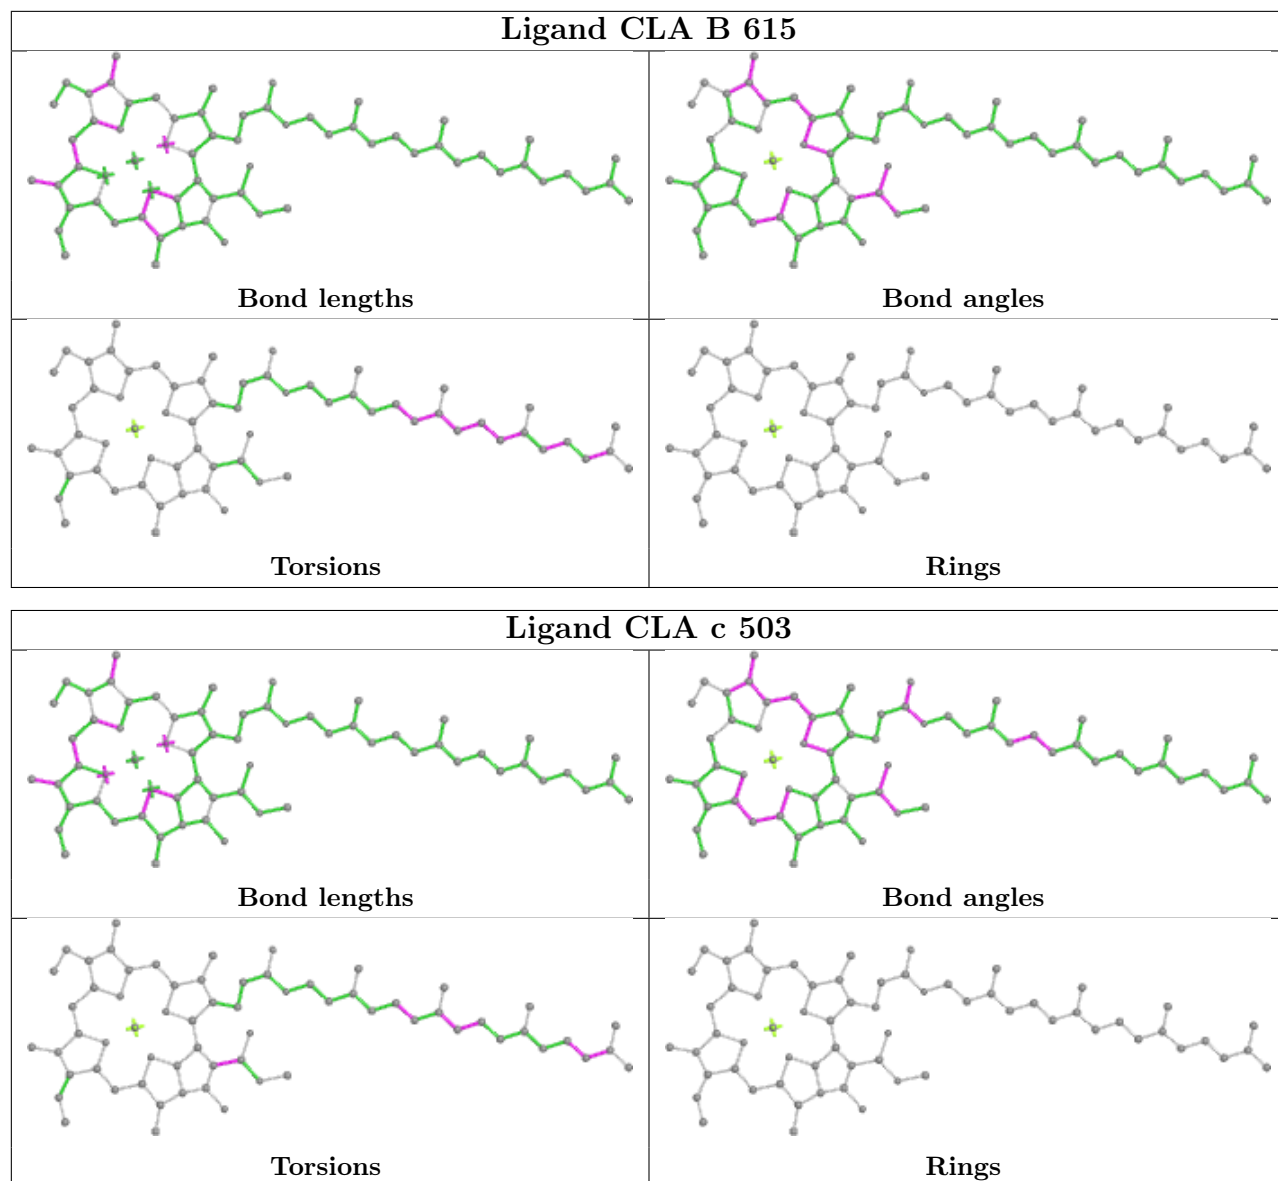 Ligand CLA B 615
Bond lengths
Bond angles
Torsions
Rings
Ligand CLA c 503
Bond lengths
Bond angles
Torsions
Rings